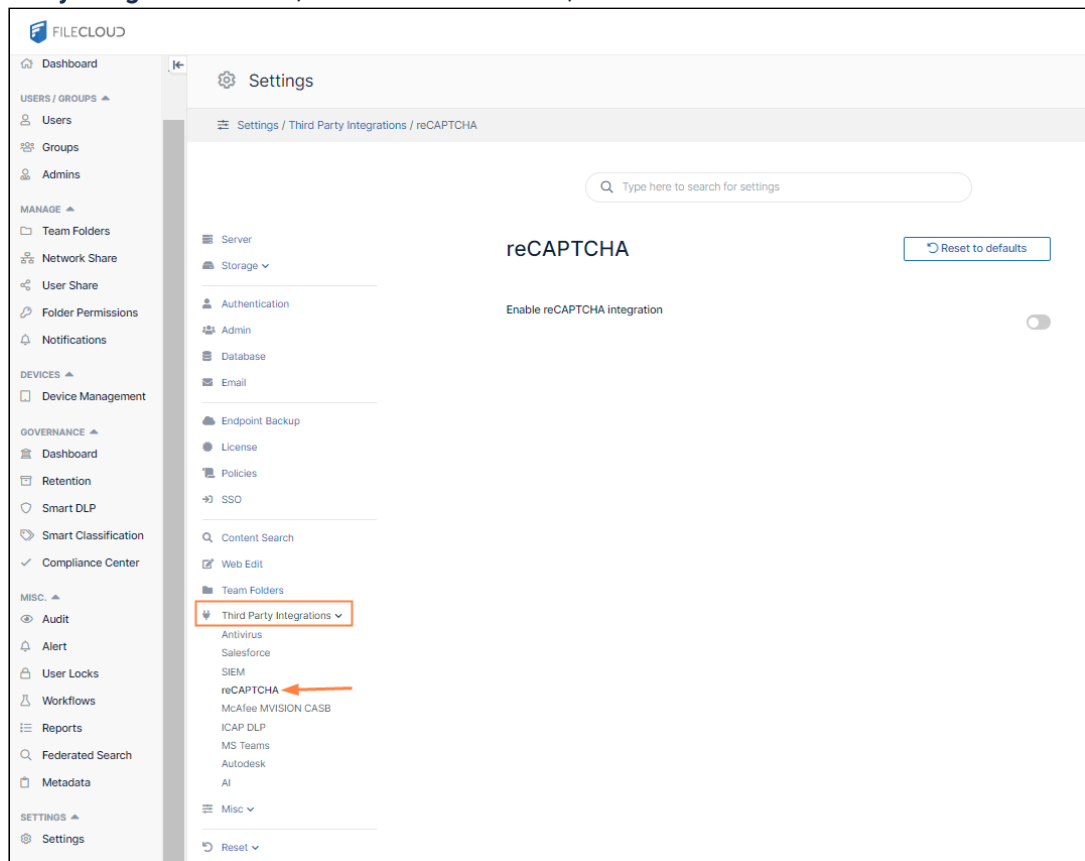 FILECLOUD
Dashboard
USERS / GROUPS
Users
Groups
Admins
MANAGE
Team Folders
Network Share
User Share
Folder Permissions
Notifications
DEVICES
Device Management
GOVERNANCE
Dashboard
Retention
Smart DLP
Smart Classification
Compliance Center
MISC.
Audit
Alert
User Locks
Workflows
Reports
Federated Search
Metadata
SETTINGS
Settings
Settings
Settings / Third Party Integrations / reCAPTCHA
Type here to search for settings
Server
Storage
Authentication
Admin
Database
Email
Endpoint Backup
License
Policies
SSO
Content Search
Web Edit
Team Folders
Third Party Integrations
Antivirus
Salesforce
SIEM
reCAPTCHA
McAfee MVISION CASB
ICAP DLP
MS Teams
Autodesk
AI
Misc
Reset
reCAPTCHA
Reset to defaults
Enable reCAPTCHA integration